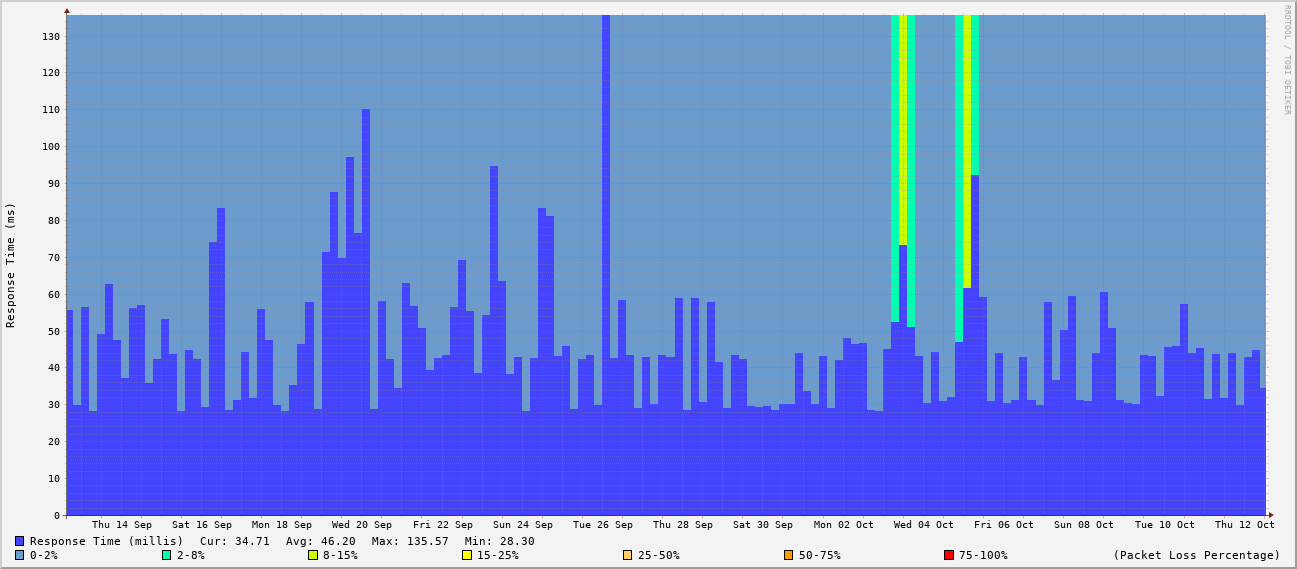 RRDTOOL / TOBI OETIKER
Response Time (ms)
130
120
110
100
90
80
70
60
50
40
30
20
10
0
Thu 14 Sep Sat 16 Sep Mon 18 Sep Wed 20 Sep Fri 22 Sep Sun 24 Sep Tue 26 Sep Thu 28 Sep Sat 30 Sep Mon 02 Oct Wed 04 Oct Fri 06 Oct Sun 08 Oct Tue 10 Oct Thu 12 Oct
Response Time (millis) Cur: 34.71 Avg: 46.20 Max: 135.57 Min: 28.30
0-2% 2-8% 8-15% 15-25% 25-50% 50-75% 75-100% (Packet Loss Percentage)